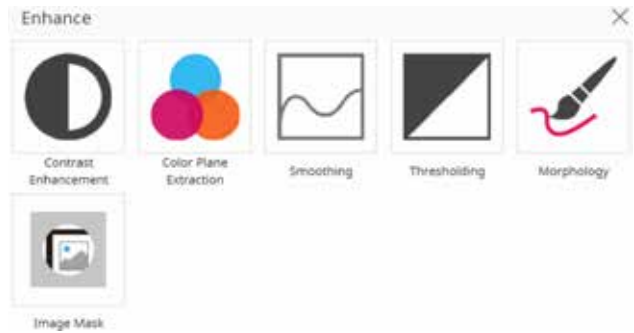 Enhance
Contrast
Enhancement
Color Plane
Extraction
Smoothing
Thresholding
Morphology
Image Mask